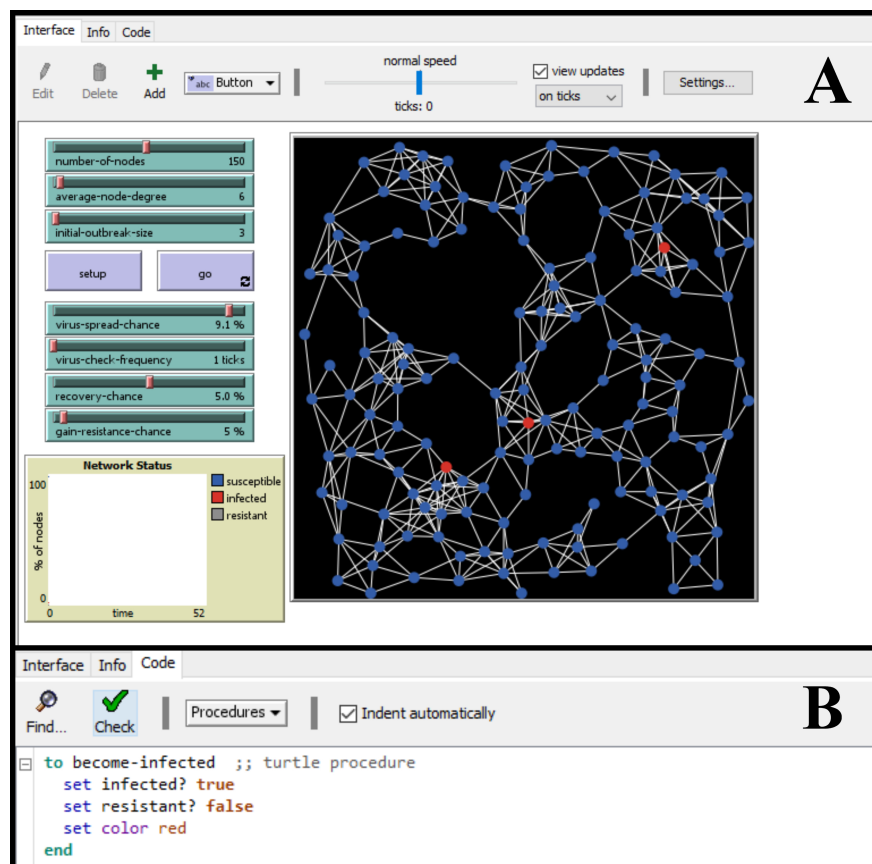 Interface Info Code
Edit Delete Add abc Button normal speed ticks: 0 view updates on ticks Settings...
A
number-of-nodes 150
average-node-degree 6
initial-outbreak-size 3
setup go
virus-spread-chance 9.1 %
virus-check-frequency 1 ticks
recovery-chance 5.0 %
gain-resistance-chance 5 %
Network Status
100
% of nodes
0
0 time 52
susceptible
infected
resistant
Interface Info Code
Find... Check Procedures Indent automatically
B
to become-infected ;; turtle procedure
set infected? true
set resistant? false
set color red
end